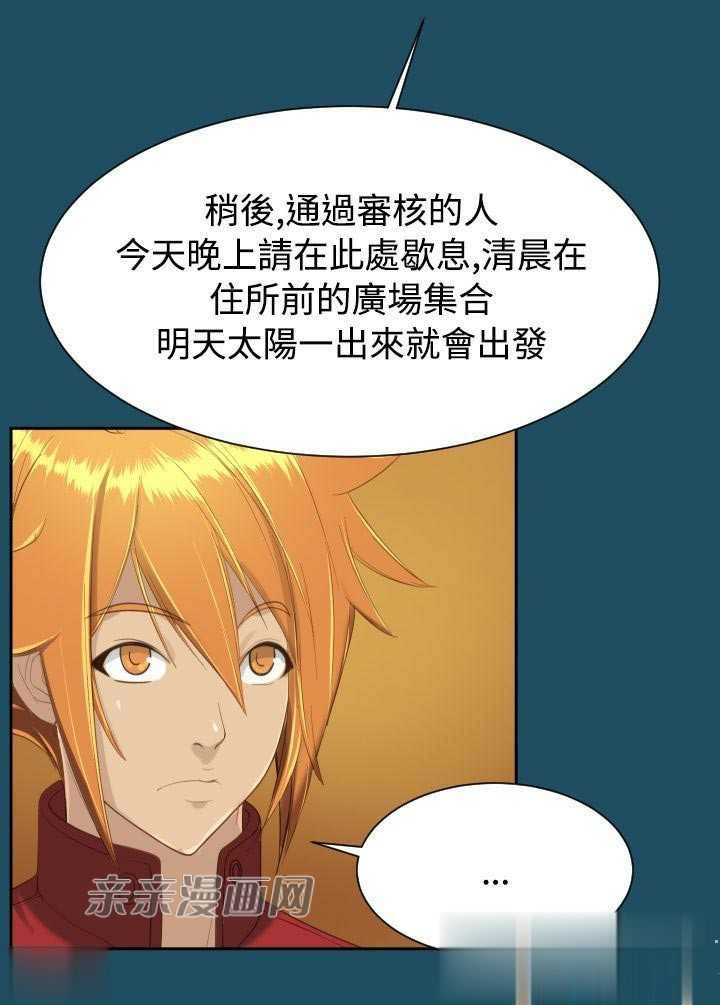 稍後,通過審核的人
今天晚上請在此處歇息,清晨在
住所前的廣場集合
明天太陽一出來就會出發
...
亲亲漫画网